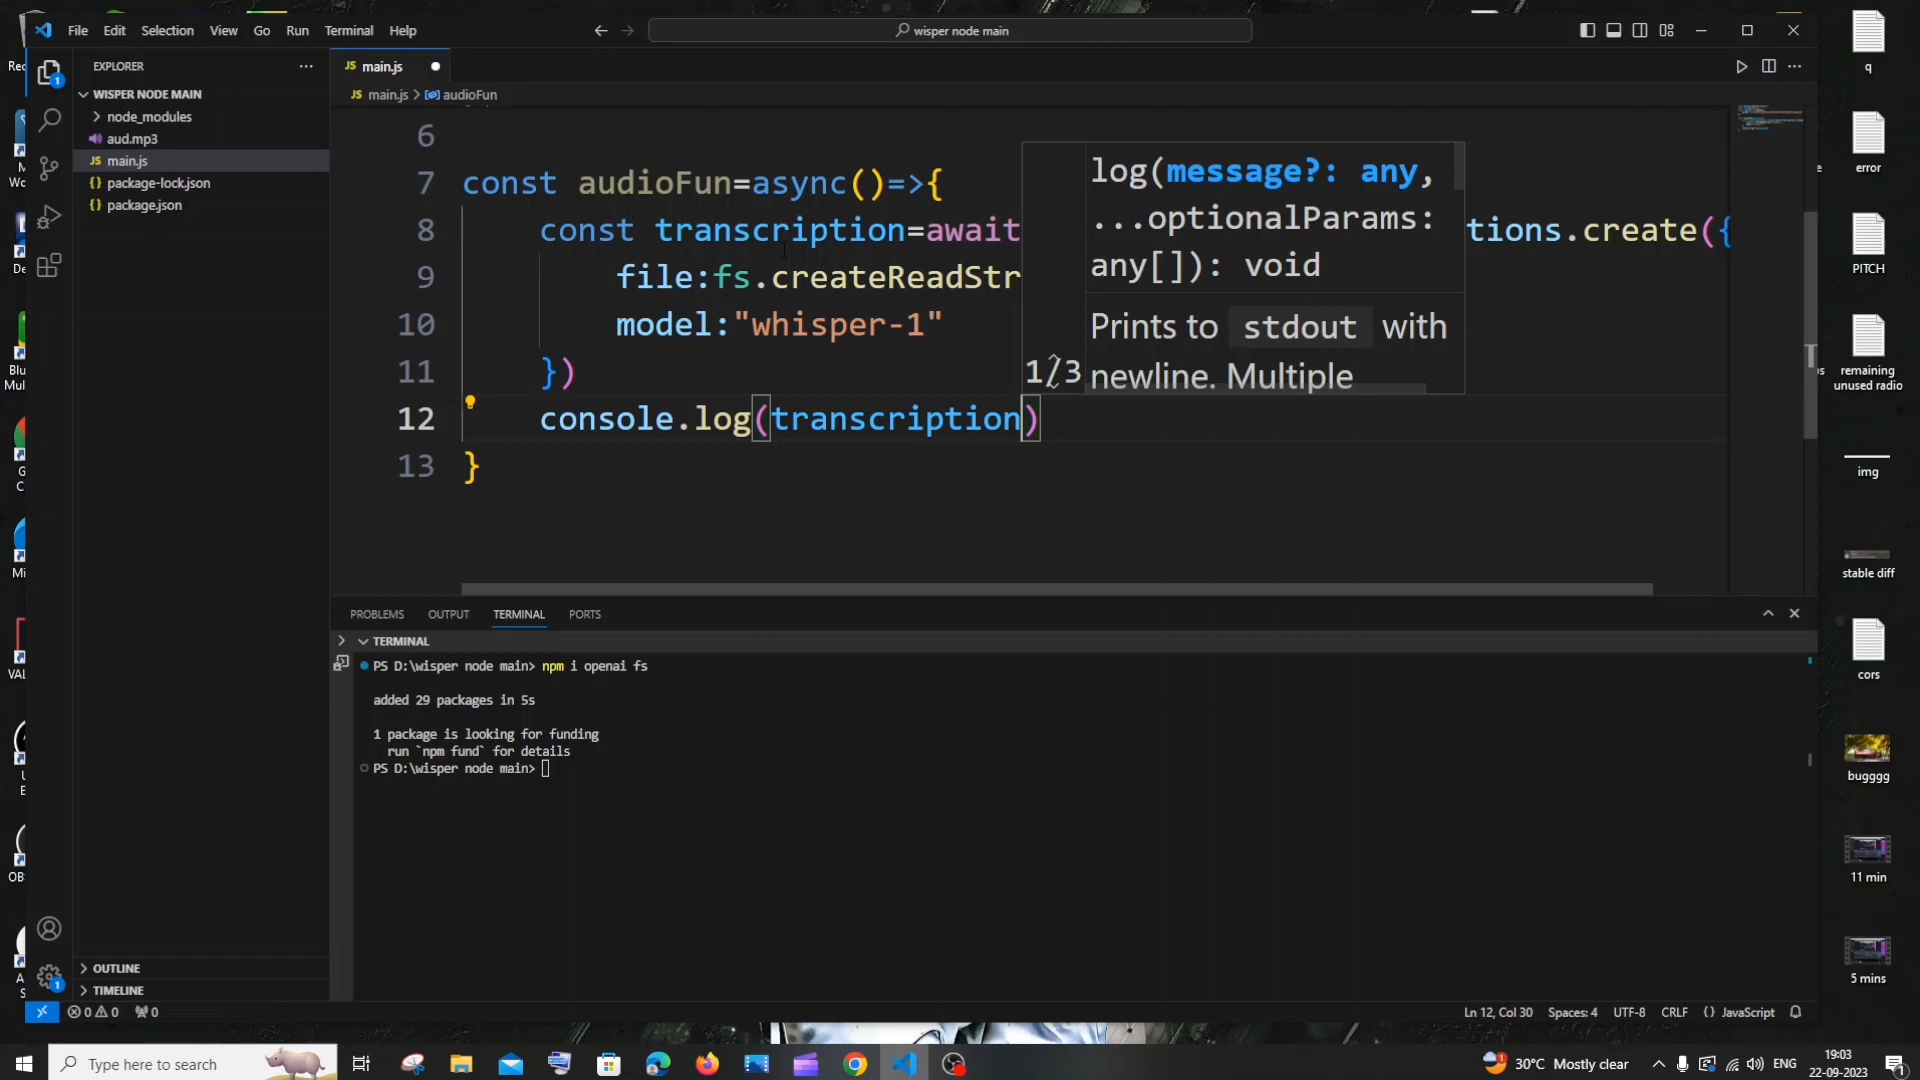 File Edit Selection View Go Run Terminal Help
wisper node main
EXPLORER
WISPER NODE MAIN
node_modules
aud.mp3
JS main.js
{} package-lock.json
{} package.json
OUTLINE
TIMELINE
JS main.js
JS main.js > audioFun
6
7 const audioFun=async()=>{
8 const transcription=await tions.create({
9 file:fs.createReadStr
10 model:"whisper-1"
11 })
12 console.log(transcription)
13 }
log(message?: any,
...optionalParams:
any[]): void
Prints to stdout with
1/3 newline. Multiple
PROBLEMS OUTPUT TERMINAL PORTS
TERMINAL
PS D:\wisper node main> npm i openai fs
added 29 packages in 5s
1 package is looking for funding
run `npm fund` for details
PS D:\wisper node main>
0 0 0
Ln 12, Col 30 Spaces: 4 UTF-8 CRLF {} JavaScript
q
error
PITCH
remaining
unused radio
img
stable diff
cors
bugggg
11 min
5 mins
Type here to search
30°C Mostly clear
ENG
19:03
22-09-2023